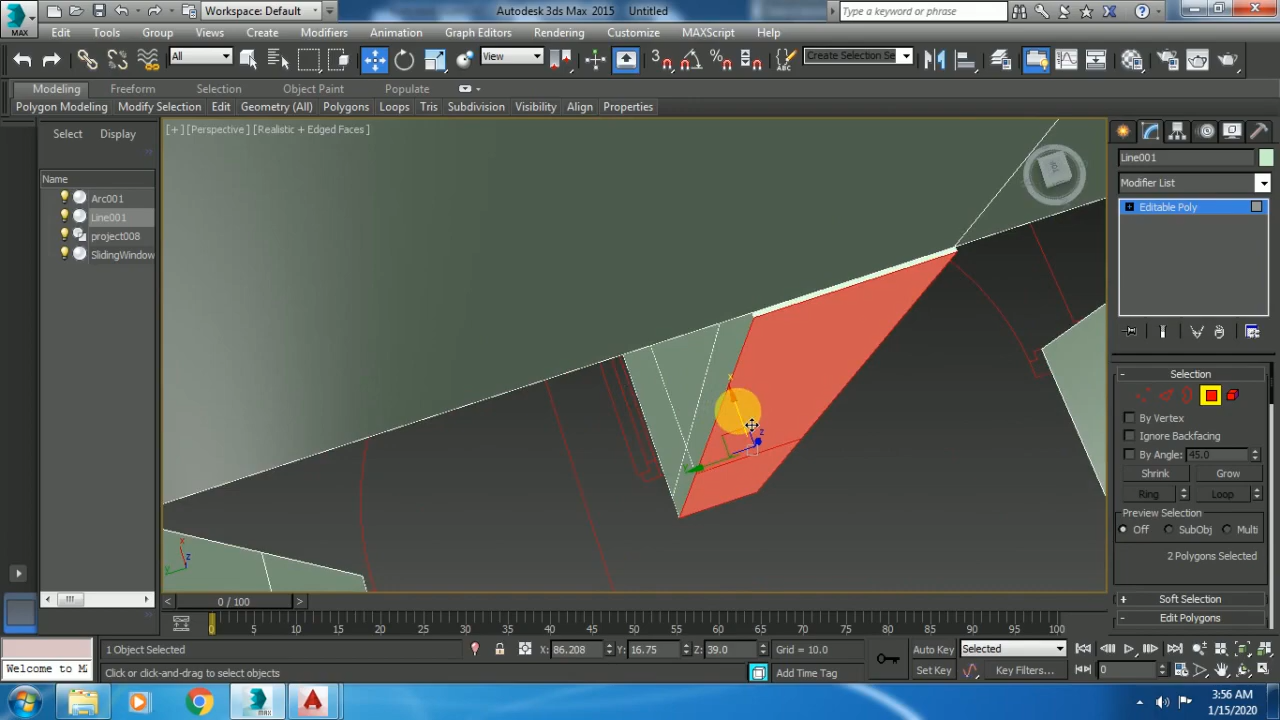 MAX
Workspace: Default
Autodesk 3ds Max 2015 Untitled
Type a keyword or phrase
Edit Tools Group Views Create Modifiers Animation Graph Editors Rendering Customize MAXScript Help
All
View
3
Create Selection Se
Modeling Freeform Selection Object Paint Populate
Polygon Modeling Modify Selection Edit Geometry (All) Polygons Loops Tris Subdivision Visibility Align Properties
Select Display
Name
Arc001
Line001
project008
SlidingWindow
[+] [Perspective] [Realistic + Edged Faces]
TOP
x
z
x
z
y
Line001
Modifier List
Editable Poly
Selection
By Vertex
Ignore Backfacing
By Angle: 45.0
Shrink Grow
Ring Loop
Preview Selection
Off SubObj Multi
2 Polygons Selected
Soft Selection
Edit Polygons
0 / 100
0 5 10 15 20 25 30 35 40 45 50 55 60 65 70 75 80 85 90 95 100
1 Object Selected
X: 86.208 Y: 16.75 Z: 39.0 Grid = 10.0
Auto Key Selected
Welcome to M
Click or click-and-drag to select objects
Add Time Tag
Set Key Key Filters...
0
3:56 AM
1/15/2020